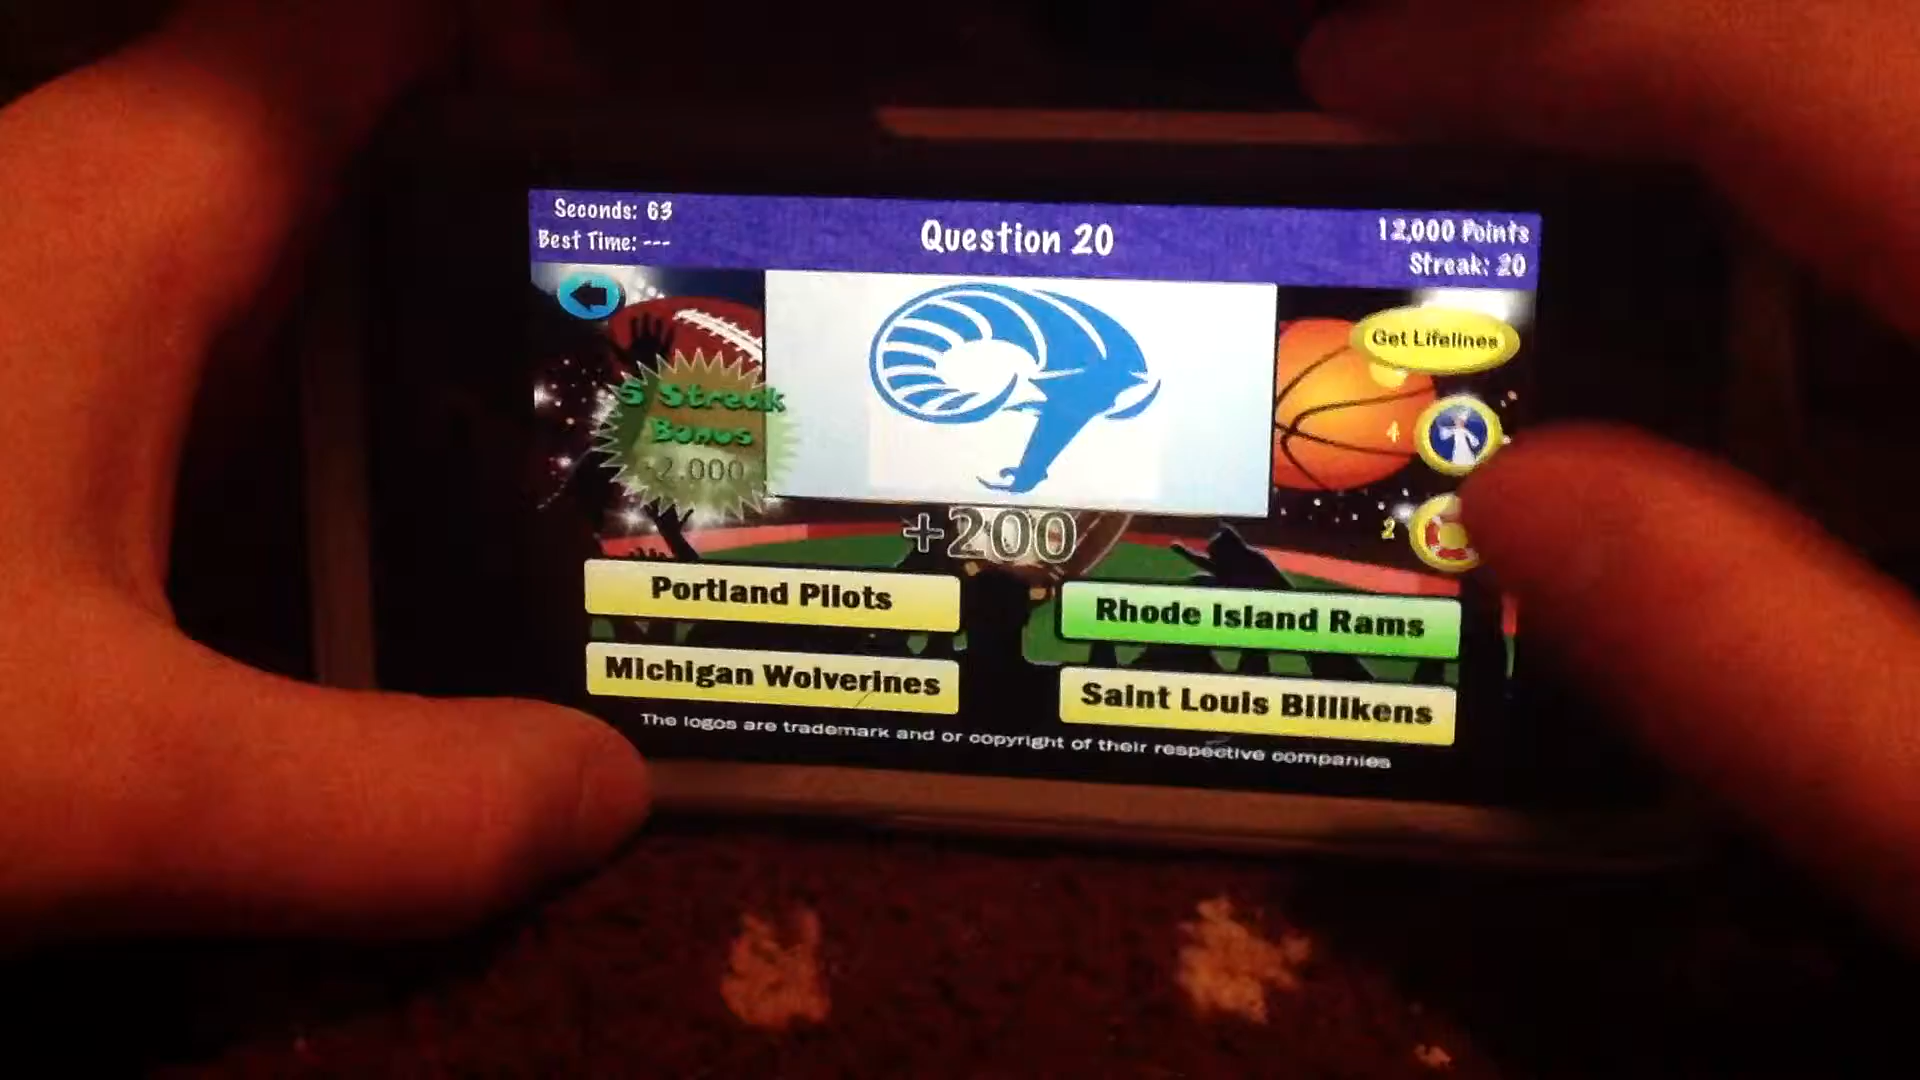 Seconds: 63
Best Time: ---
Question 20
12,000 Points
Streak: 20
Get Lifelines
5 Streak
Bonus
+2,000
4
+200
2
Portland Pilots
Rhode Island Rams
Michigan Wolverines
Saint Louis Billikens
The logos are trademark and or copyright of their respective companies